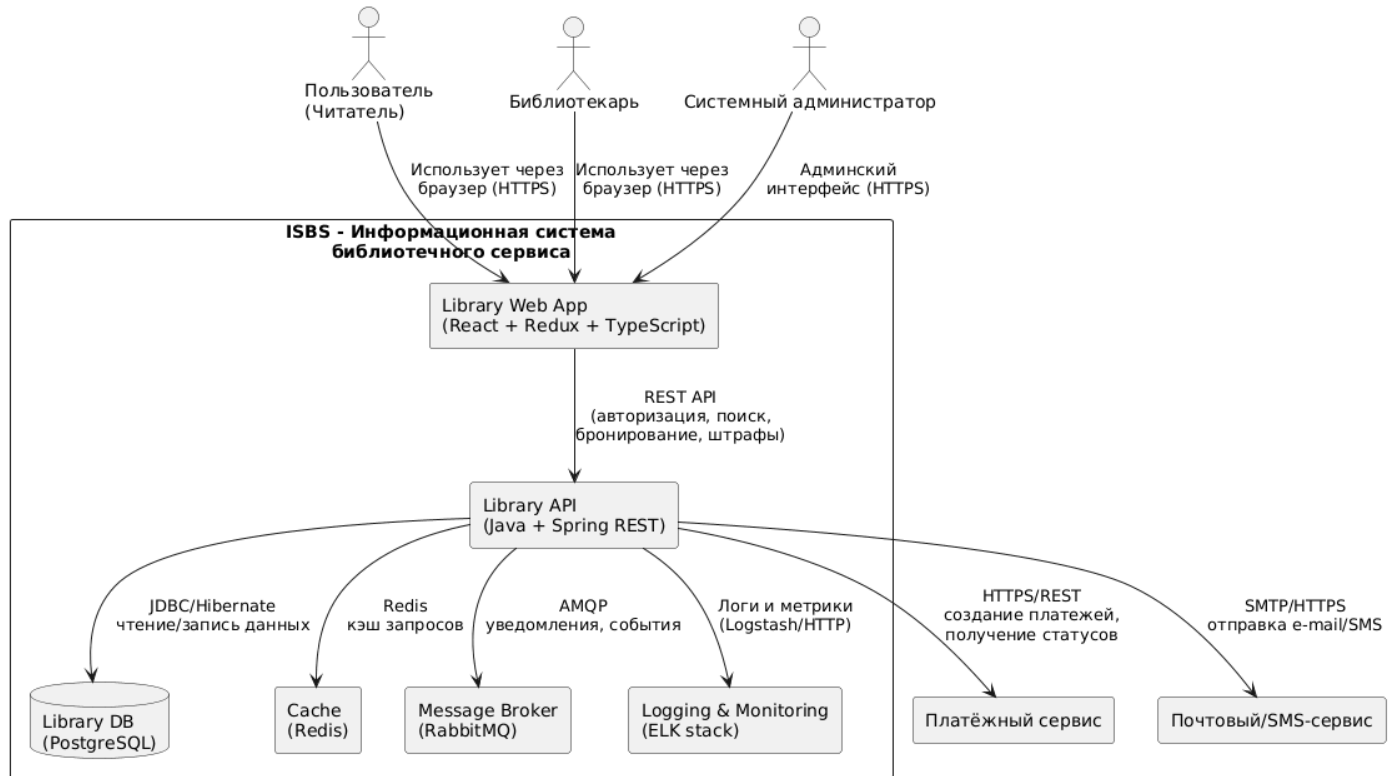 Пользователь
(Читатель)
Библиотекарь
Системный администратор
Использует через
браузер (HTTPS)
Использует через
браузер (HTTPS)
Админский
интерфейс (HTTPS)
ISBS - Информационная система
библиотечного сервиса
Library Web App
(React + Redux + TypeScript)
REST API
(авторизация, поиск,
бронирование, штрафы)
Library API
(Java + Spring REST)
JDBC/Hibernate
чтение/запись данных
Redis
кэш запросов
AMQP
уведомления, события
Логи и метрики
(Logstash/HTTP)
HTTPS/REST
создание платежей,
получение статусов
SMTP/HTTPS
отправка e-mail/SMS
Library DB
(PostgreSQL)
Cache
(Redis)
Message Broker
(RabbitMQ)
Logging & Monitoring
(ELK stack)
Платёжный сервис
Почтовый/SMS-сервис